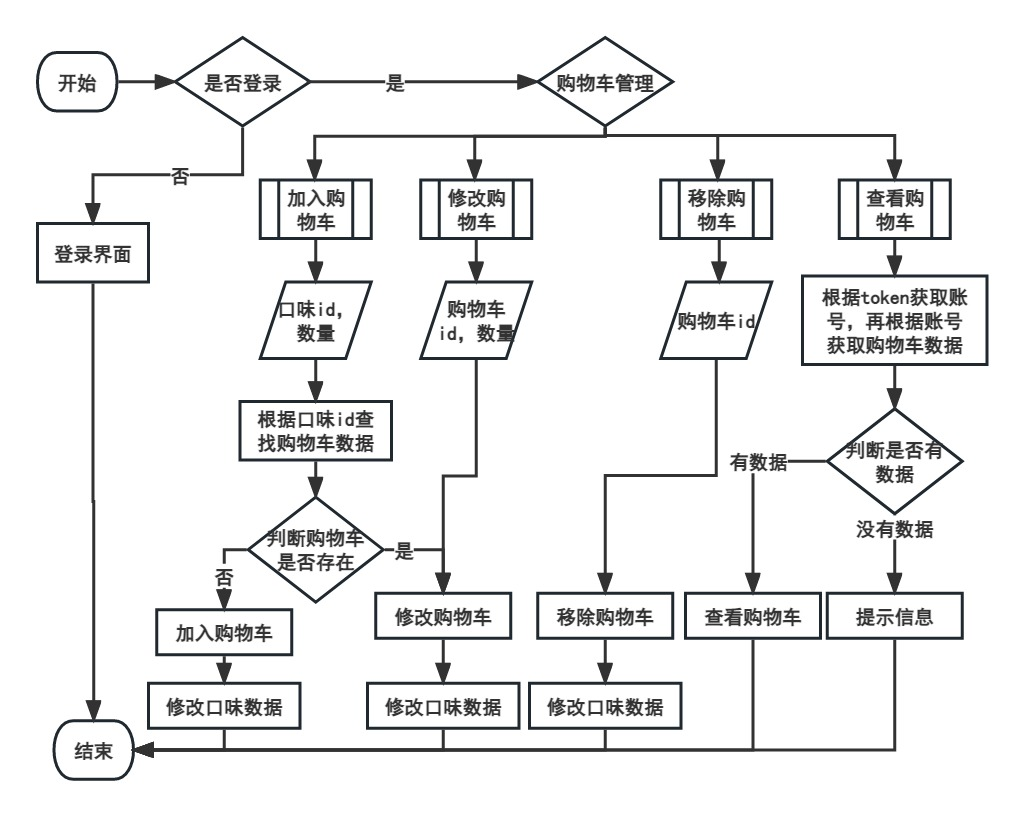 开始
是否登录
是
购物车管理
否
登录界面
加入购
物车
修改购
物车
移除购
物车
查看购
物车
口味id，
数量
购物车
id，数量
购物车id
根据token获取账
号，再根据账号
获取购物车数据
根据口味id查
找购物车数据
判断是否有
数据
有数据
没有数据
判断购物车
是否存在
是
否
加入购物车
修改购物车
移除购物车
查看购物车
提示信息
修改口味数据
修改口味数据
修改口味数据
结束